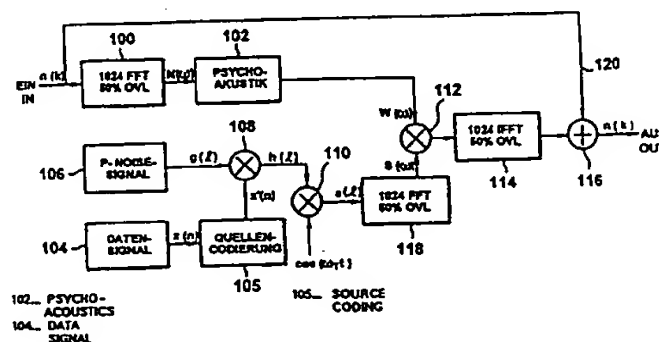 100
102
EIN
IN
n(k)
1024 FFT
50% OVL
PSYCHO-
AKUSTIK
120
W(ω)
112
1024 IFFT
50% OVL
114
116
n(k)
OUT
106
P-NOISE-
SIGNAL
g(ℓ)
108
h(ℓ)
110
s(ℓ)
1024 FFT
50% OVL
118
104
DATEN-
SIGNAL
x(n)
QUELLEN-
CODIERUNG
105
cos(ω_Tt)
102... PSYCHO-
ACOUSTICS
104... DATA
SIGNAL
105... SOURCE
CODING